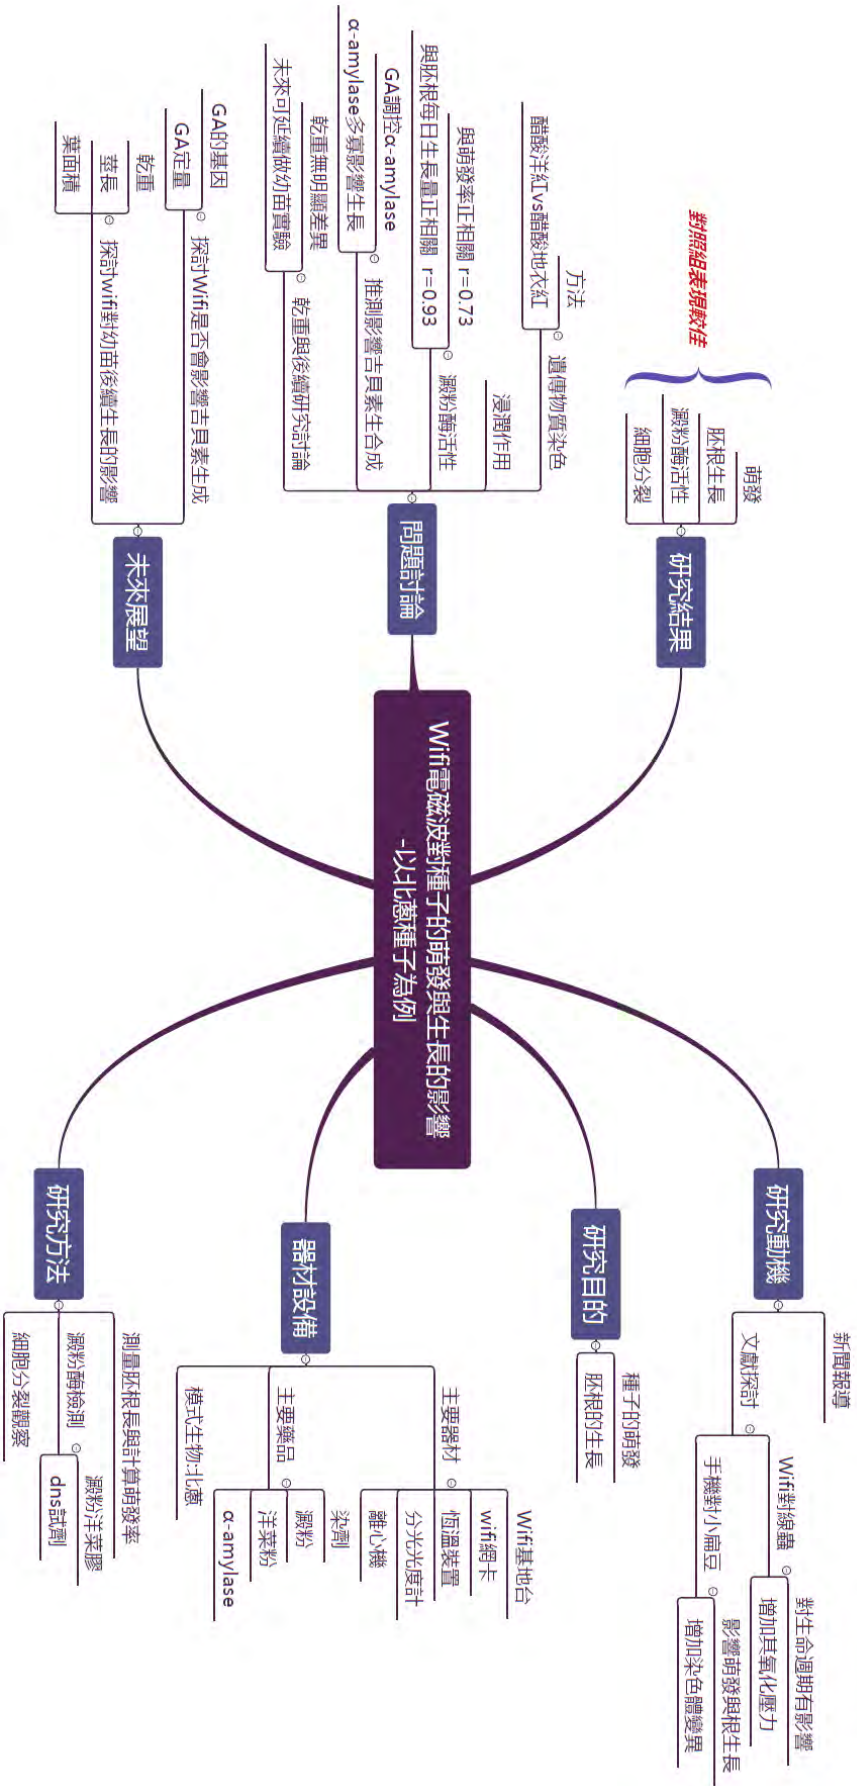 Wifi電磁波對種子的萌發與生長的影響
-以北蔥種子為例
研究動機
新聞報導
文獻探討
Wifi對線蟲
對生命週期有影響
增加其氧化壓力
手機對小扁豆
影響萌發與根生長
增加染色體變異
研究目的
種子的萌發
胚根的生長
器材設備
主要器材
Wifi基地台
wifi網卡
恆溫裝置
分光光度計
離心機
主要藥品
染劑
澱粉
洋菜粉
α-amylase
模式生物:北蔥
研究方法
測量胚根長與計算萌發率
澱粉酶檢測
澱粉洋菜膠
dns試劑
細胞分裂觀察
研究結果
萌發
胚根生長
澱粉酶活性
細胞分裂
對照組表現較佳
問題討論
遺傳物質染色
方法
醋酸洋紅vs醋酸地衣紅
浸潤作用
澱粉酶活性
與萌發率正相關 r=0.73
與胚根每日生長量正相關 r=0.93
推測影響吉貝素生合成
GA調控α-amylase
α-amylase多寡影響生長
乾重與後續研究討論
乾重無明顯差異
未來可延續做幼苗實驗
未來展望
探討Wifi是否會影響吉貝素生成
GA的基因
GA定量
探討wifi對幼苗後續生長的影響
乾重
莖長
葉面積